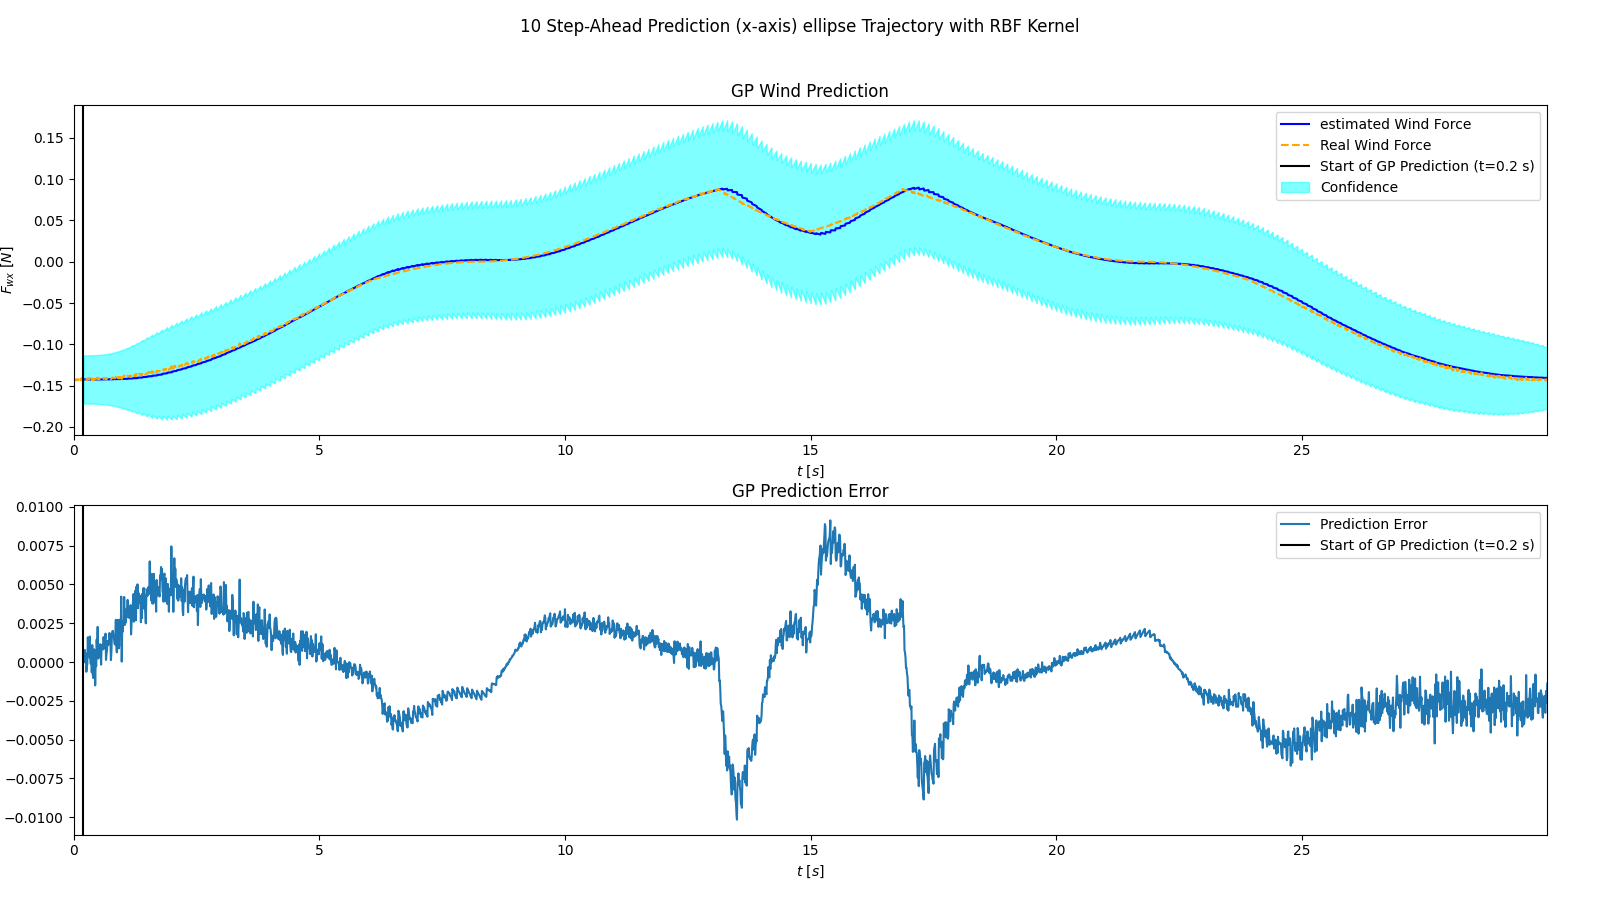 10 Step-Ahead Prediction (x-axis) ellipse Trajectory with RBF Kernel
GP Wind Prediction
0.15
0.10
0.05
0.00
−0.05
−0.10
−0.15
−0.20
F_wx [N]
estimated Wind Force
Real Wind Force
Start of GP Prediction (t=0.2 s)
Confidence
0 5 10 15 20 25
t [s]
GP Prediction Error
0.0100
0.0075
0.0050
0.0025
0.0000
−0.0025
−0.0050
−0.0075
−0.0100
Prediction Error
Start of GP Prediction (t=0.2 s)
0 5 10 15 20 25
t [s]